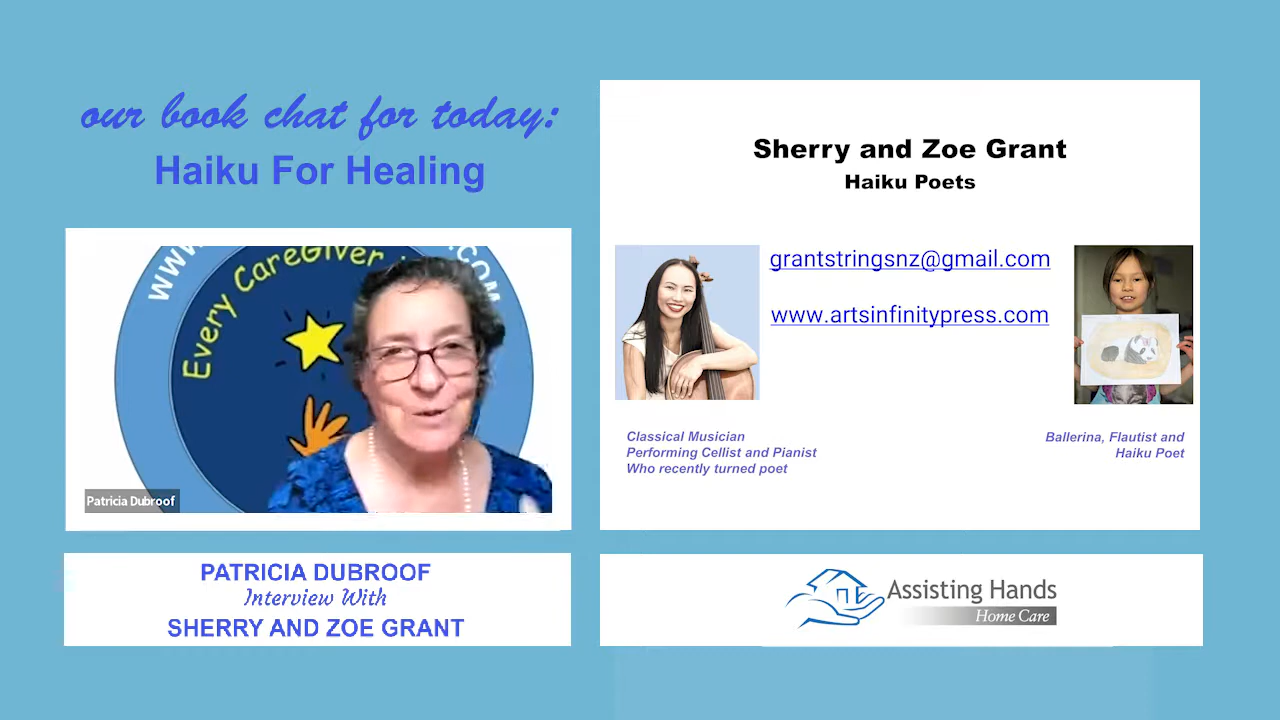 our book chat for today:
Haiku For Healing
Sherry and Zoe Grant
Haiku Poets
grantstringsnz@gmail.com
www.artsinfinitypress.com
Classical Musician
Performing Cellist and Pianist
Who recently turned poet
Ballerina, Flautist and
Haiku Poet
www
.COM
Every CareGiver
Patricia Dubroof
PATRICIA DUBROOF
Interview With
SHERRY AND ZOE GRANT
Assisting Hands
Home Care